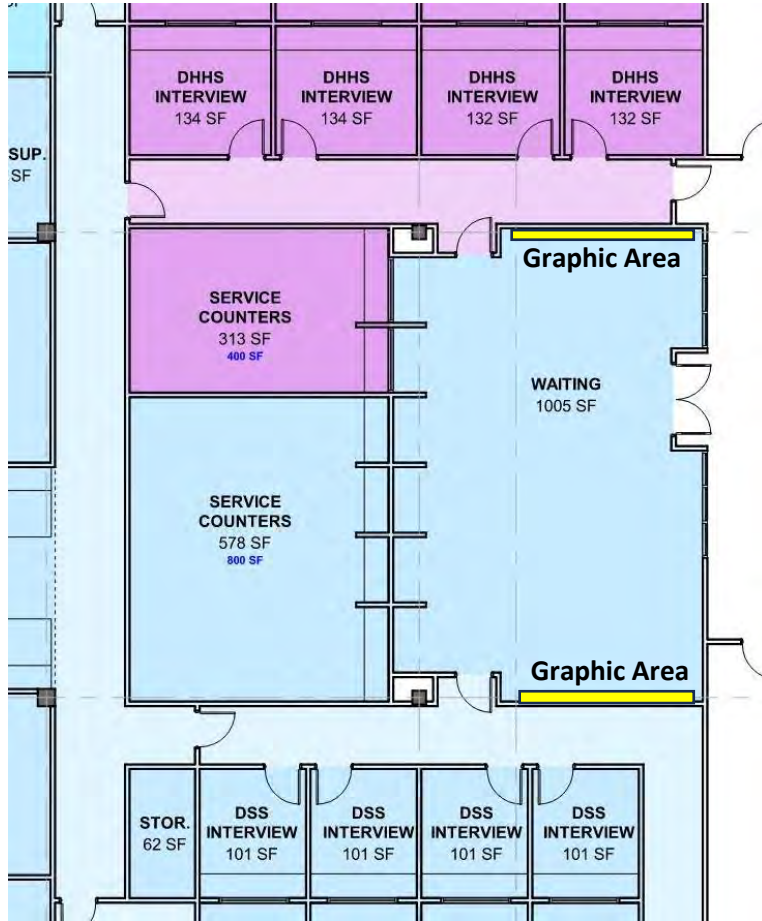 DHHS
INTERVIEW
134 SF
DHHS
INTERVIEW
134 SF
DHHS
INTERVIEW
132 SF
DHHS
INTERVIEW
132 SF
SUP.
SF
Graphic Area
SERVICE
COUNTERS
313 SF
400 SF
WAITING
1005 SF
SERVICE
COUNTERS
578 SF
800 SF
Graphic Area
STOR.
62 SF
DSS
INTERVIEW
101 SF
DSS
INTERVIEW
101 SF
DSS
INTERVIEW
101 SF
DSS
INTERVIEW
101 SF